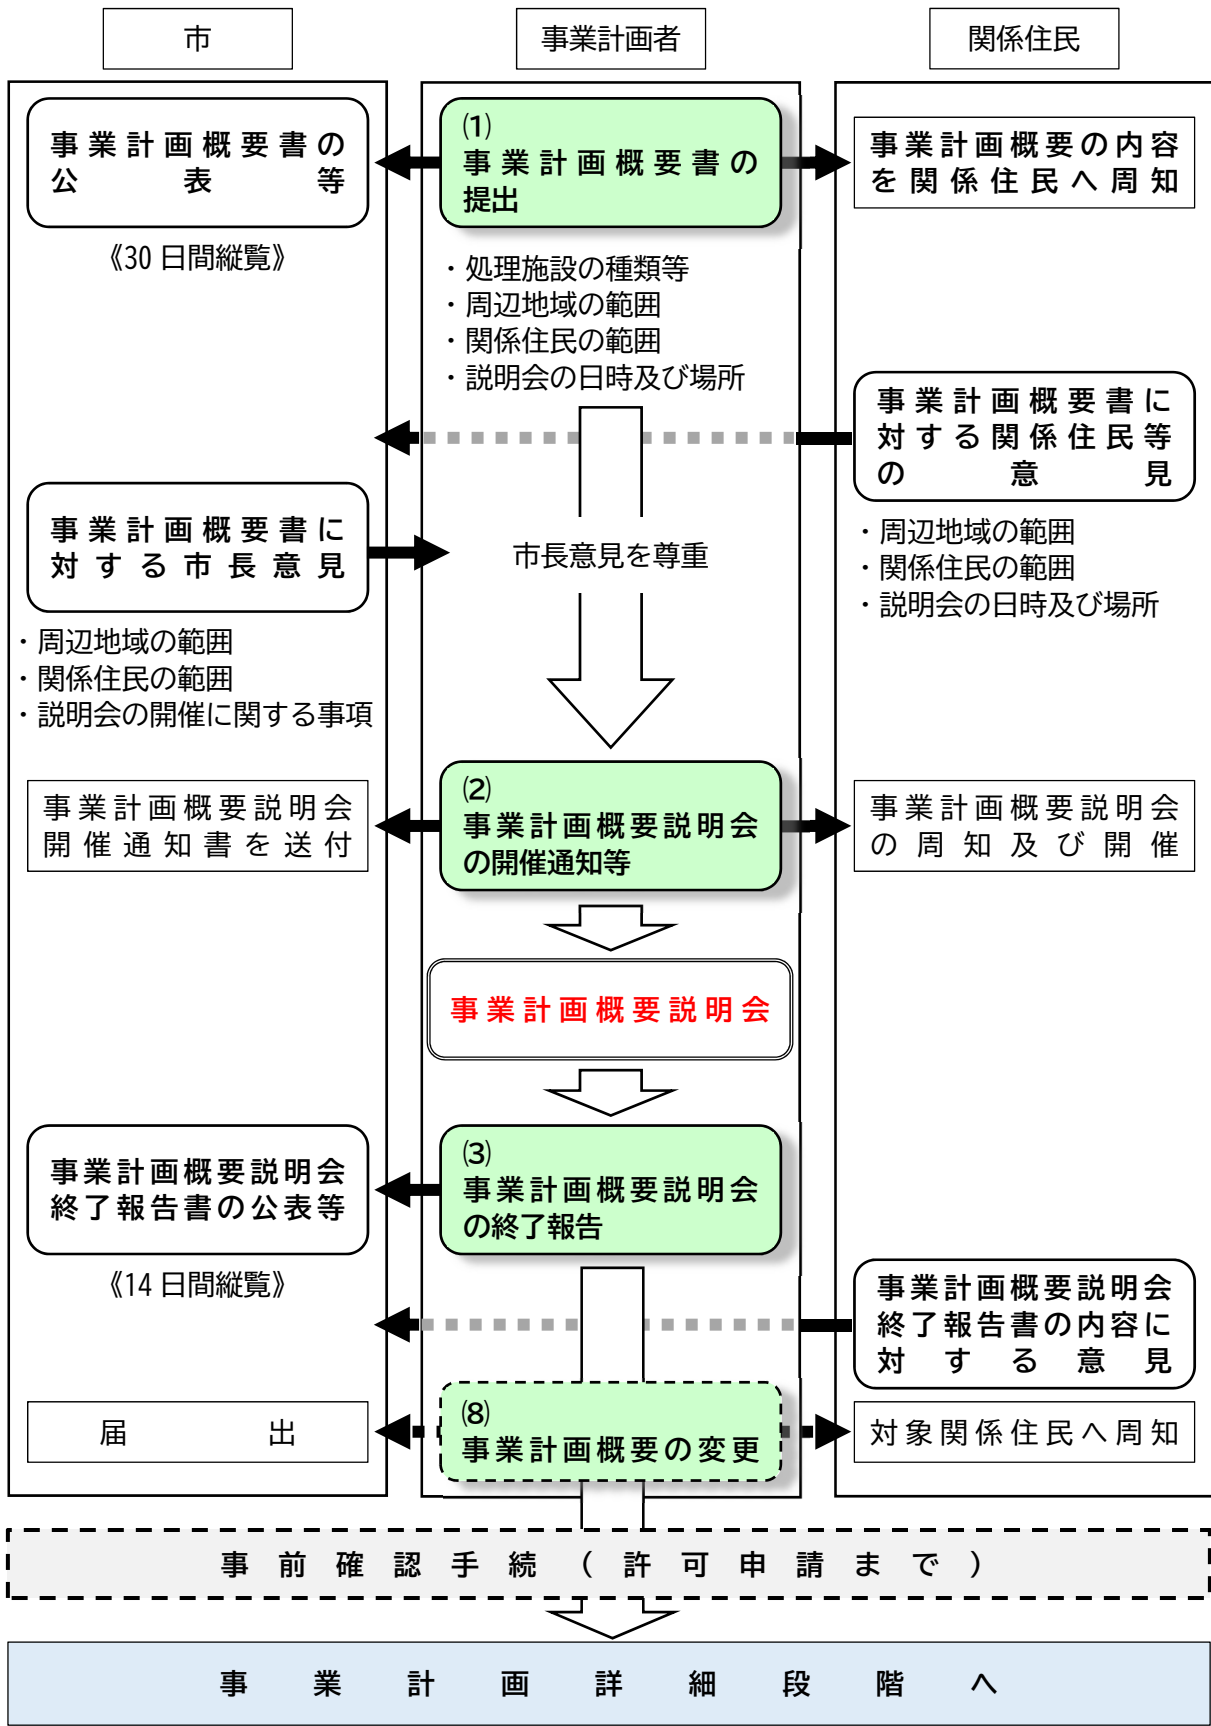 市
事業計画者
関係住民
事業計画概要書の
公表等
《30日間縦覧》
⑴
事業計画概要書の
提出
・処理施設の種類等
・周辺地域の範囲
・関係住民の範囲
・説明会の日時及び場所
事業計画概要の内容
を関係住民へ周知
事業計画概要書に
対する関係住民等
の意見
・周辺地域の範囲
・関係住民の範囲
・説明会の日時及び場所
事業計画概要書に
対する市長意見
・周辺地域の範囲
・関係住民の範囲
・説明会の開催に関する事項
市長意見を尊重
事業計画概要説明会
開催通知書を送付
⑵
事業計画概要説明会
の開催通知等
事業計画概要説明会
の周知及び開催
事業計画概要説明会
事業計画概要説明会
終了報告書の公表等
《14日間縦覧》
⑶
事業計画概要説明会
の終了報告
事業計画概要説明会
終了報告書の内容に
対する意見
届出
⑻
事業計画概要の変更
対象関係住民へ周知
事前確認手続(許可申請まで)
事業計画詳細段階へ